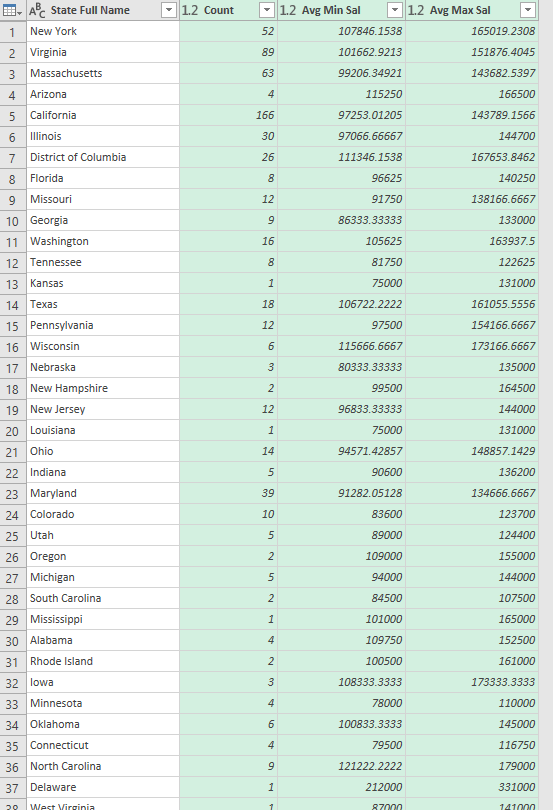 ABC State Full Name 1.2 Count 1.2 Avg Min Sal 1.2 Avg Max Sal
1 New York 52 107846.1538 165019.2308
2 Virginia 89 101662.9213 151876.4045
3 Massachusetts 63 99206.34921 143682.5397
4 Arizona 4 115250 166500
5 California 166 97253.01205 143789.1566
6 Illinois 30 97066.66667 144700
7 District of Columbia 26 111346.1538 167653.8462
8 Florida 8 96625 140250
9 Missouri 12 91750 138166.6667
10 Georgia 9 86333.33333 133000
11 Washington 16 105625 163937.5
12 Tennessee 8 81750 122625
13 Kansas 1 75000 131000
14 Texas 18 106722.2222 161055.5556
15 Pennsylvania 12 97500 154166.6667
16 Wisconsin 6 115666.6667 173166.6667
17 Nebraska 3 80333.33333 135000
18 New Hampshire 2 99500 164500
19 New Jersey 12 96833.33333 144000
20 Louisiana 1 75000 131000
21 Ohio 14 94571.42857 148857.1429
22 Indiana 5 90600 136200
23 Maryland 39 91282.05128 134666.6667
24 Colorado 10 83600 123700
25 Utah 5 89000 124400
26 Oregon 2 109000 155000
27 Michigan 5 94000 144000
28 South Carolina 2 84500 107500
29 Mississippi 1 101000 165000
30 Alabama 4 109750 152500
31 Rhode Island 2 100500 161000
32 Iowa 3 108333.3333 173333.3333
33 Minnesota 4 78000 110000
34 Oklahoma 6 100833.3333 145000
35 Connecticut 4 79500 116750
36 North Carolina 9 121222.2222 179000
37 Delaware 1 212000 331000
38 West Virginia 1 87000 141000